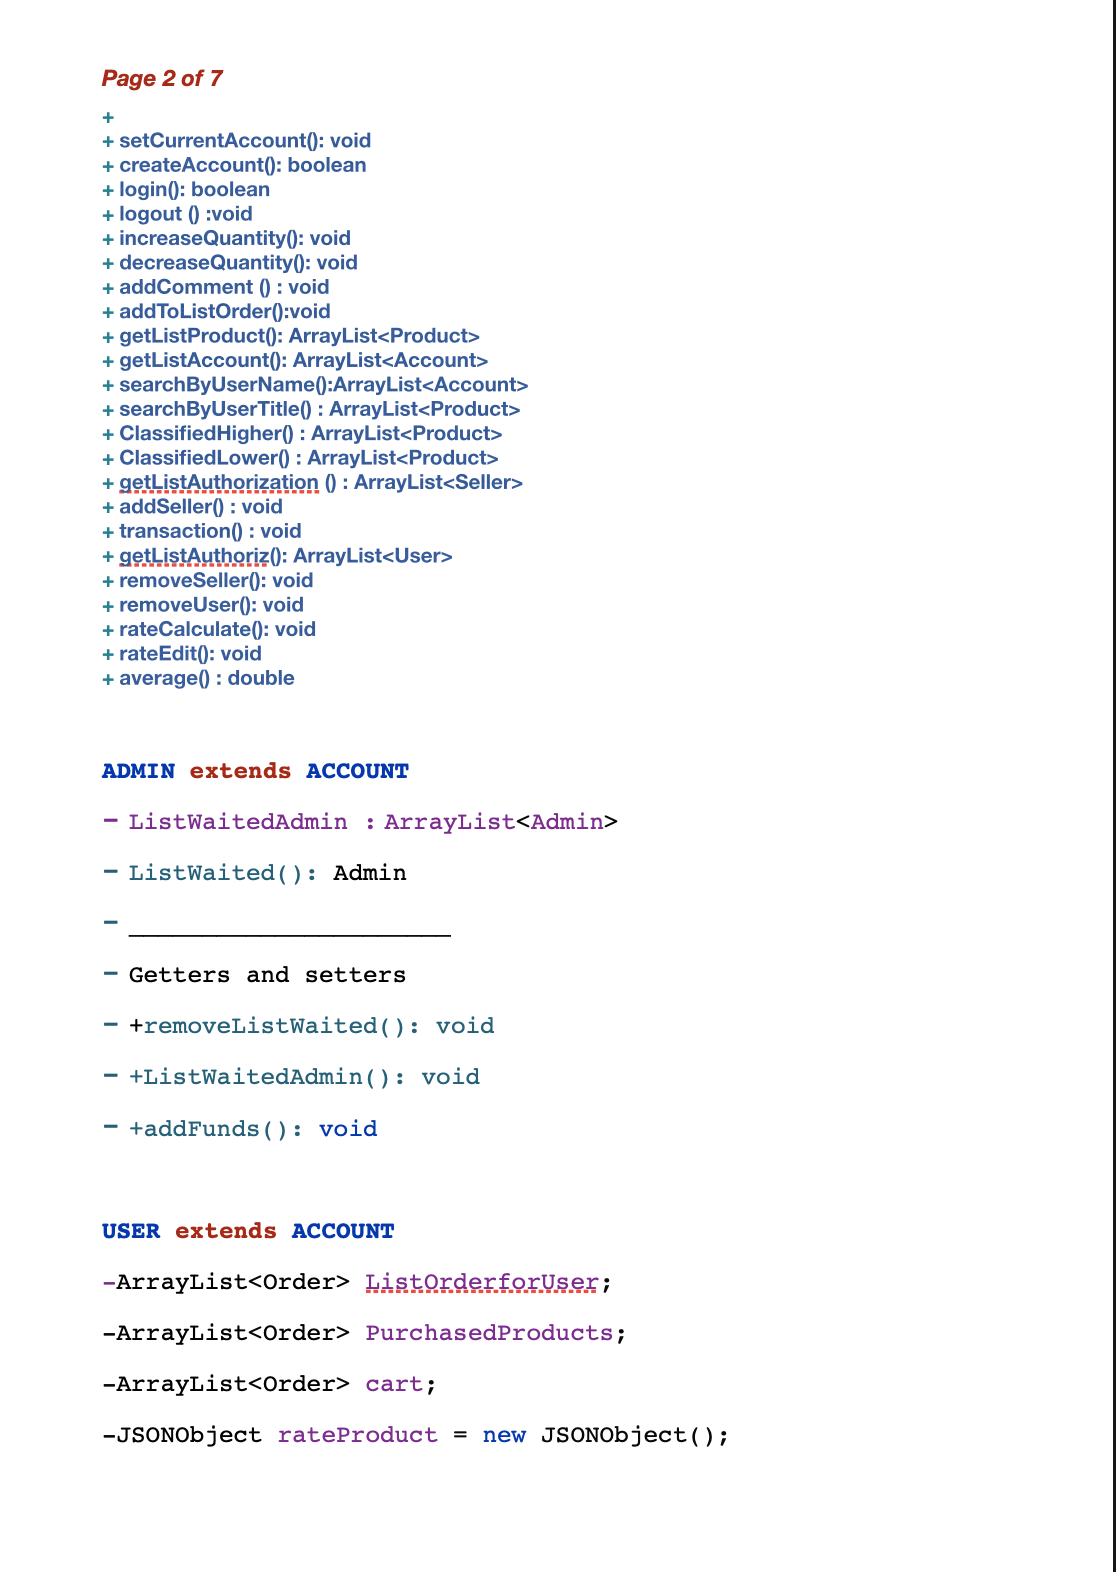 Page 2 of 7
+
+ setCurrentAccount(): void
+ createAccount(): boolean
+ login(): boolean
+ logout () :void
+ increaseQuantity(): void
+ decreaseQuantity(): void
+ addComment () : void
+ addToListOrder():void
+ getListProduct(): ArrayList<Product>
+ getListAccount(): ArrayList<Account>
+ searchByUserName():ArrayList<Account>
+ searchByUserTitle() : ArrayList<Product>
+ ClassifiedHigher() : ArrayList<Product>
+ ClassifiedLower() : ArrayList<Product>
+ getListAuthorization () : ArrayList<Seller>
+ addSeller() : void
+ transaction() : void
+ getListAuthoriz(): ArrayList<User>
+ removeSeller(): void
+ removeUser(): void
+ rateCalculate(): void
+ rateEdit(): void
+ average() : double
ADMIN extends ACCOUNT
- ListWaitedAdmin : ArrayList<Admin>
- ListWaited(): Admin
- ______________________
- Getters and setters
- +removeListWaited(): void
- +ListWaitedAdmin(): void
- +addFunds(): void
USER extends ACCOUNT
-ArrayList<Order> ListOrderforUser;
-ArrayList<Order> PurchasedProducts;
-ArrayList<Order> cart;
-JSONObject rateProduct = new JSONObject();